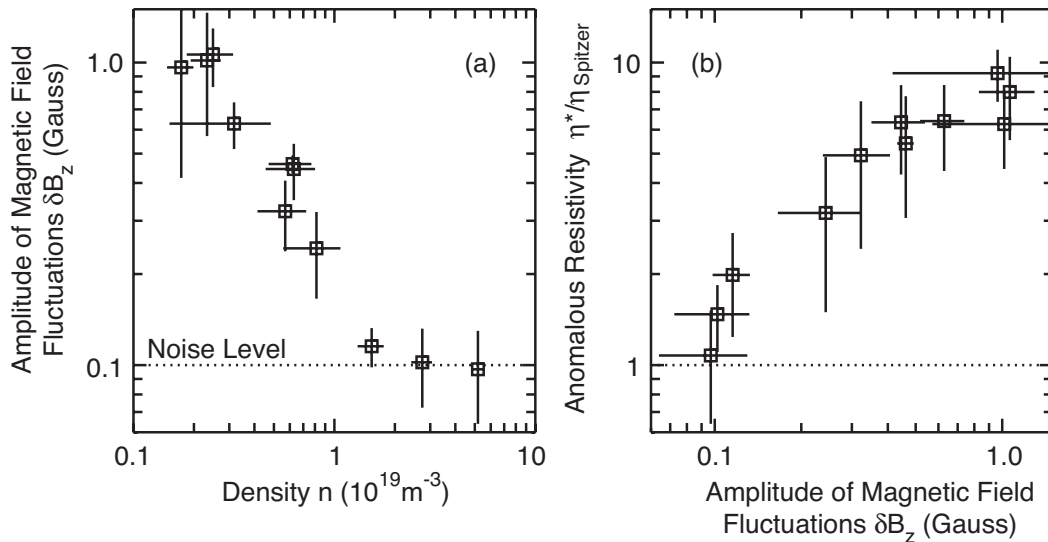 Amplitude of Magnetic Field
Fluctuations δB_z (Gauss)
1.0
0.1
(a)
Noise Level
0.1
1
10
Density n (10^19 m^-3)
Anomalous Resistivity η*/η Spitzer
10
1
(b)
0.1
1.0
Amplitude of Magnetic Field
Fluctuations δB_z (Gauss)